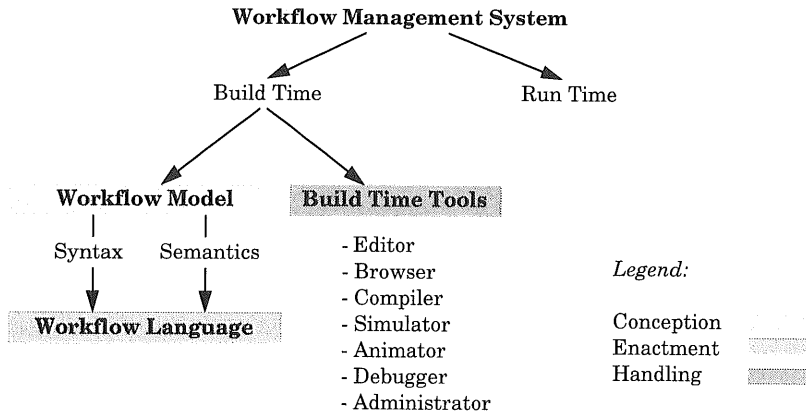 Workflow Management System
Build Time
Run Time
Workflow Model
Build Time Tools
Syntax
Semantics
Workflow Language
- Editor
- Browser
- Compiler
- Simulator
- Animator
- Debugger
- Administrator
Legend:
Conception
Enactment
Handling